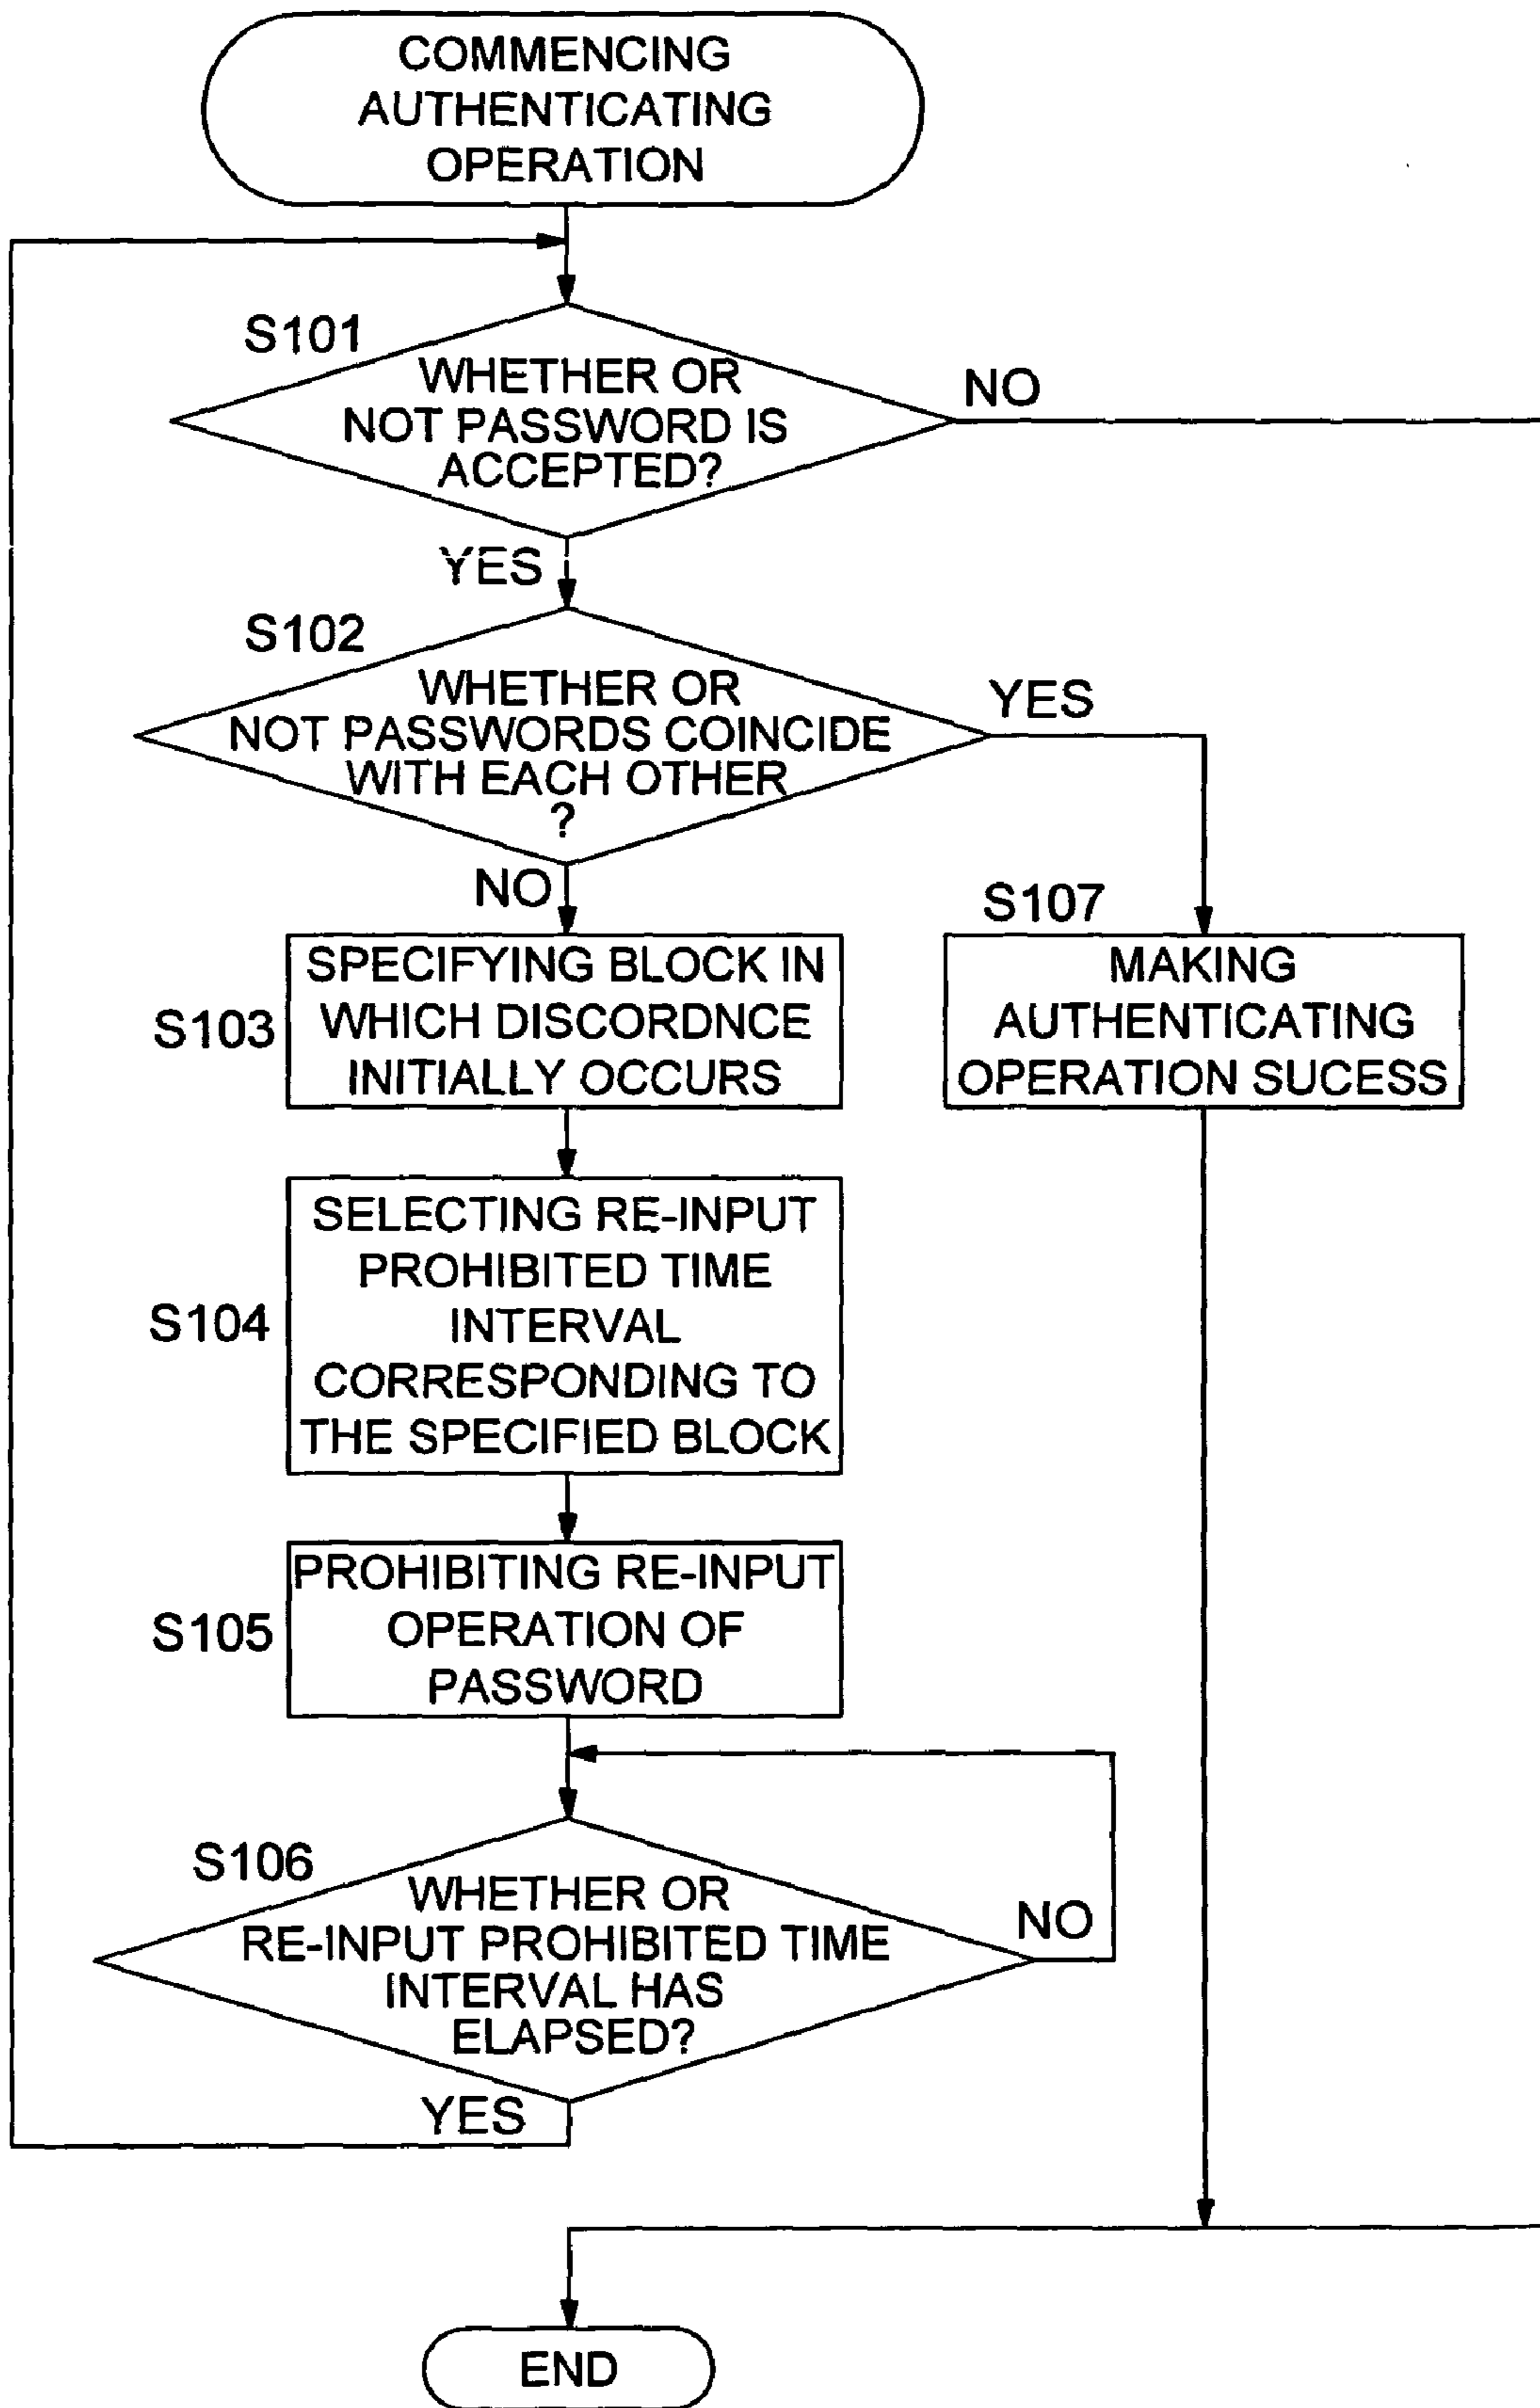 COMMENCING
AUTHENTICATING
OPERATION
S101
WHETHER OR
NOT PASSWORD IS
ACCEPTED?
NO
YES
S102
WHETHER OR
NOT PASSWORDS COINCIDE
WITH EACH OTHER
?
YES
NO
S103
SPECIFYING BLOCK IN
WHICH DISCORDNCE
INITIALLY OCCURS
S107
MAKING
AUTHENTICATING
OPERATION SUCESS
S104
SELECTING RE-INPUT
PROHIBITED TIME
INTERVAL
CORRESPONDING TO
THE SPECIFIED BLOCK
S105
PROHIBITING RE-INPUT
OPERATION OF
PASSWORD
S106
WHETHER OR
RE-INPUT PROHIBITED TIME
INTERVAL HAS
ELAPSED?
NO
YES
END